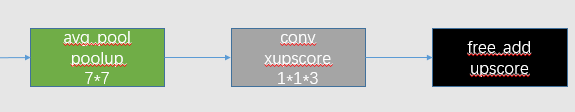 avg_pool
poolup
7*7
conv
xupscore
1*1*3
free_add
upscore